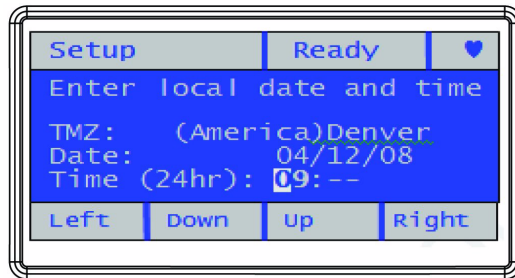 Setup Ready ♥
Enter local date and time
TMZ: (America)Denver
Date: 04/12/08
Time (24hr): 09:--
Left Down Up Right